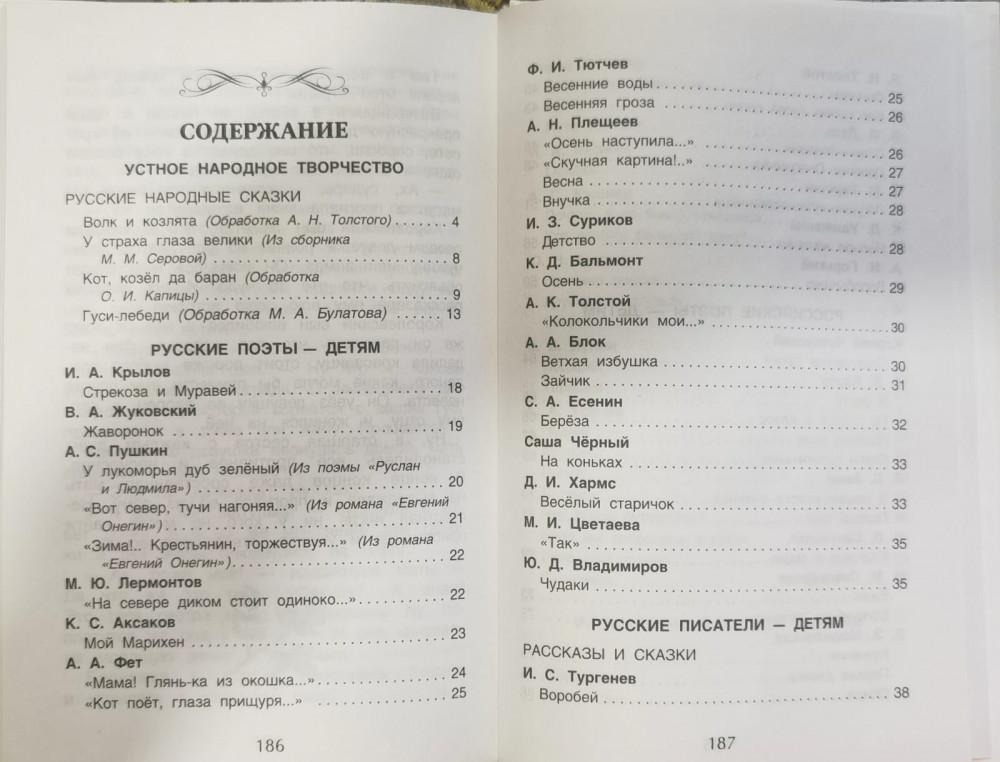 СОДЕРЖАНИЕ
УСТНОЕ НАРОДНОЕ ТВОРЧЕСТВО
РУССКИЕ НАРОДНЫЕ СКАЗКИ
Волк и козлята (Обработка А. Н. Толстого) ..... 4
У страха глаза велики (Из сборника
М. М. Серовой) ..... 8
Кот, козёл да баран (Обработка
О. И. Капицы) ..... 9
Гуси-лебеди (Обработка М. А. Булатова) ..... 13
РУССКИЕ ПОЭТЫ — ДЕТЯМ
И. А. Крылов
Стрекоза и Муравей ..... 18
В. А. Жуковский
Жаворонок ..... 19
А. С. Пушкин
У лукоморья дуб зелёный (Из поэмы «Руслан
и Людмила») ..... 20
«Вот север, тучи нагоняя...» (Из романа «Евгений
Онегин») ..... 21
«Зима!.. Крестьянин, торжествуя...» (Из романа
«Евгений Онегин») ..... 22
М. Ю. Лермонтов
«На севере диком стоит одиноко...» ..... 22
К. С. Аксаков
Мой Марихен ..... 23
А. А. Фет
«Мама! Глянь-ка из окошка...» ..... 24
«Кот поёт, глаза прищуря...» ..... 25
186
Ф. И. Тютчев
Весенние воды ..... 25
Весенняя гроза ..... 26
А. Н. Плещеев
«Осень наступила...» ..... 26
«Скучная картина!..» ..... 27
Весна ..... 27
Внучка ..... 28
И. З. Суриков
Детство ..... 28
К. Д. Бальмонт
Осень ..... 29
А. К. Толстой
«Колокольчики мои...» ..... 30
А. А. Блок
Ветхая избушка ..... 30
Зайчик ..... 31
С. А. Есенин
Берёза ..... 32
Саша Чёрный
На коньках ..... 33
Д. И. Хармс
Весёлый старичок ..... 33
М. И. Цветаева
«Так» ..... 35
Ю. Д. Владимиров
Чудаки ..... 35
РУССКИЕ ПИСАТЕЛИ — ДЕТЯМ
РАССКАЗЫ И СКАЗКИ
И. С. Тургенев
Воробей ..... 38
187